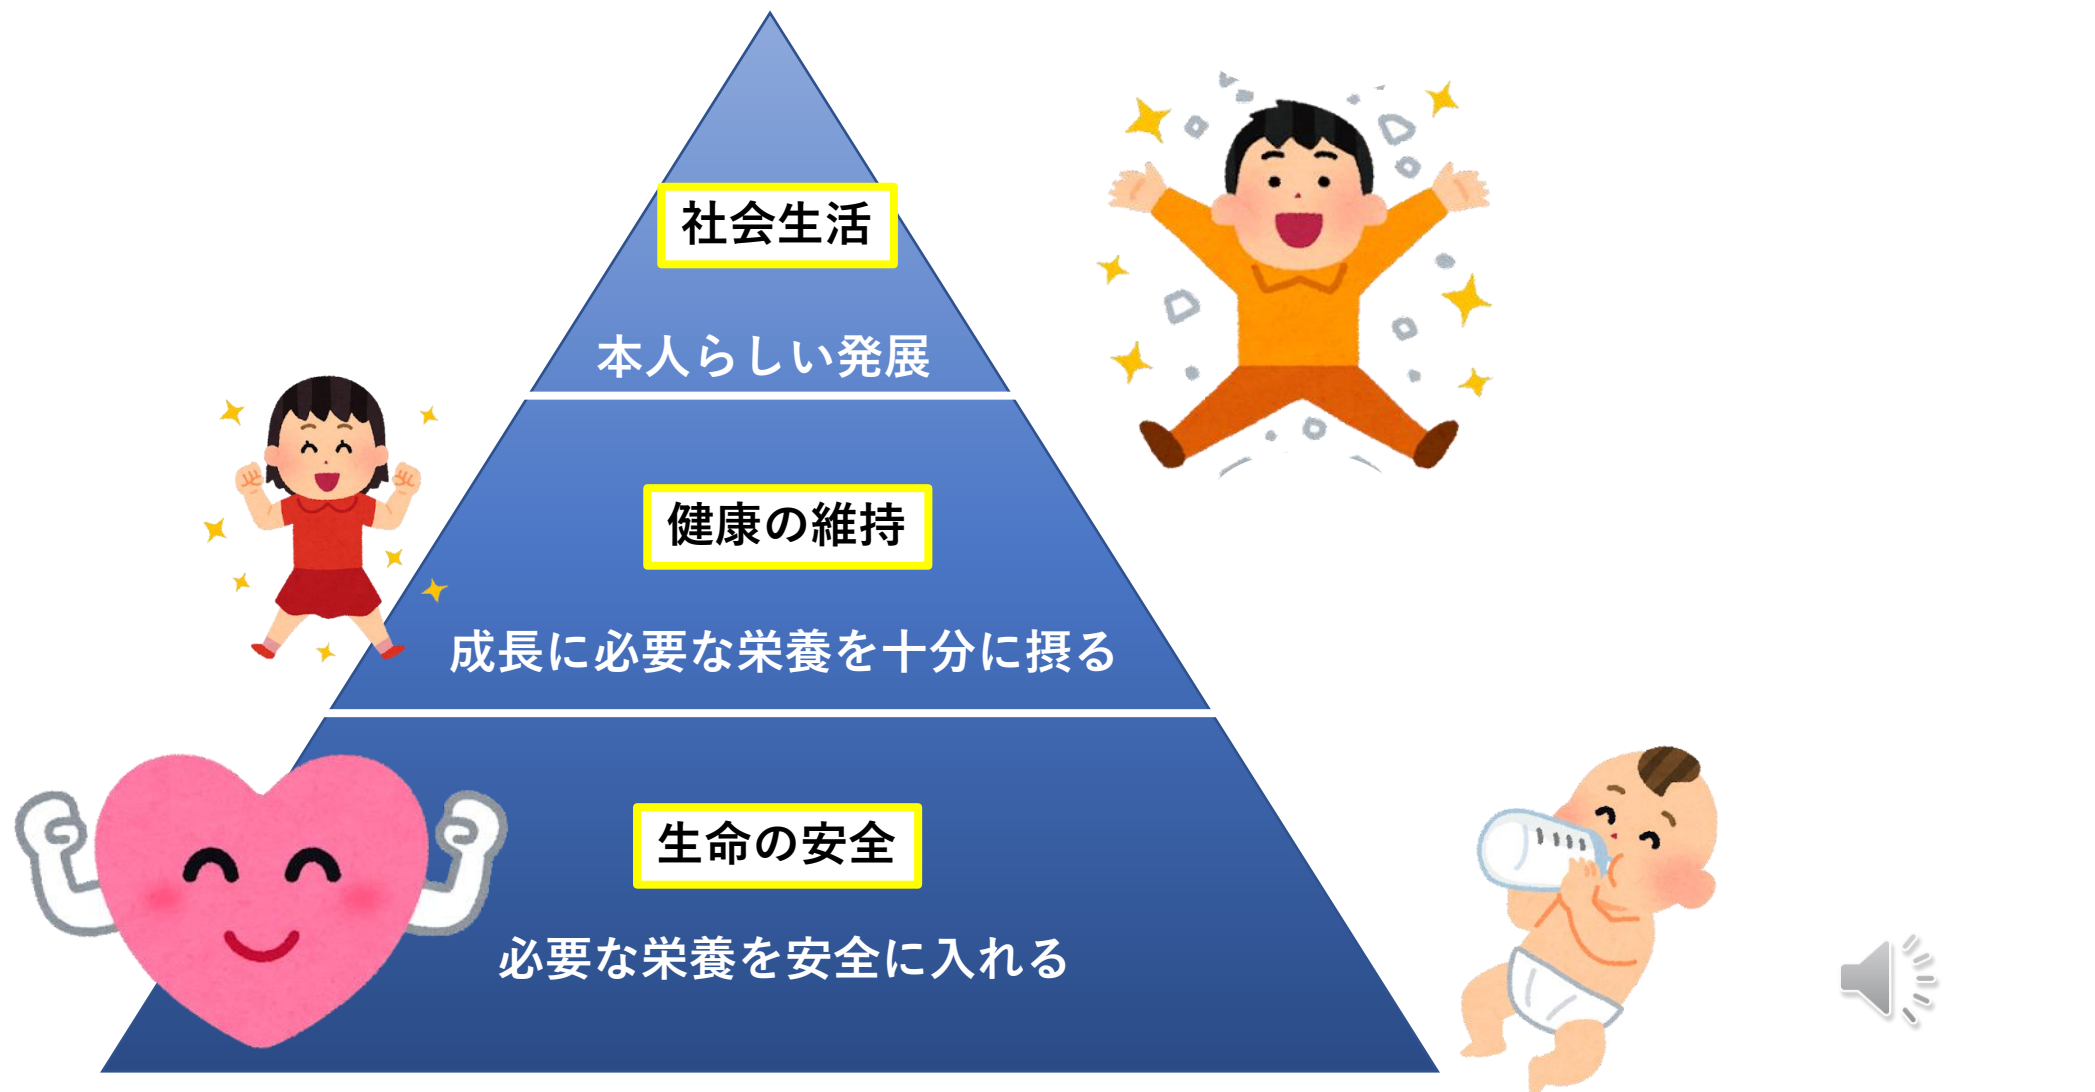 社会生活
本人らしい発展
健康の維持
成長に必要な栄養を十分に摂る
生命の安全
必要な栄養を安全に入れる